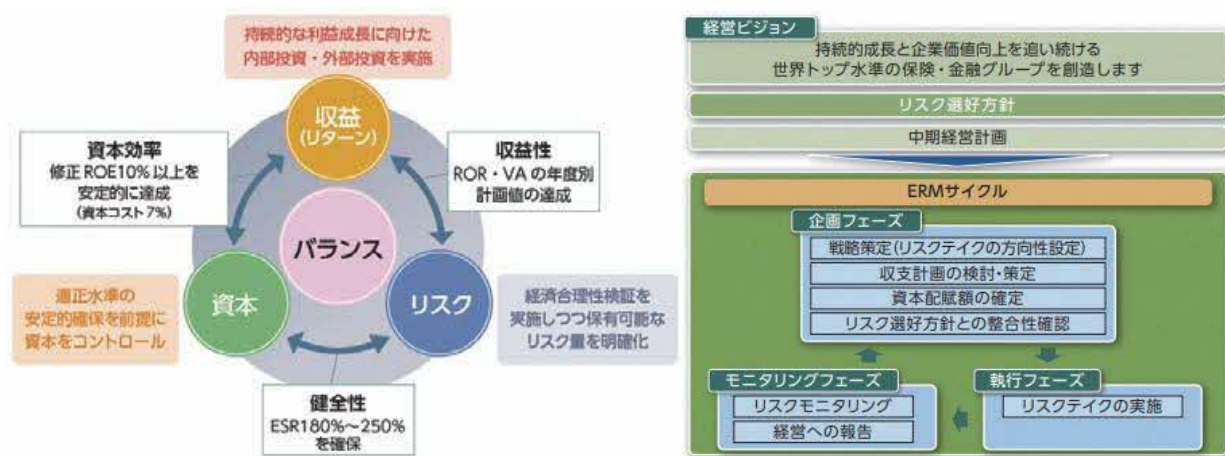 持続的な利益成長に向けた
内部投資・外部投資を実施
収益
(リターン)
資本効率
修正ROE10%以上を
安定的に達成
(資本コスト7%)
収益性
ROR・VAの年度別
計画値の達成
バランス
資本
リスク
適正水準の
安定的確保を前提に
資本をコントロール
経済合理性検証を
実施しつつ保有可能な
リスク量を明確化
健全性
ESR180%~250%
を確保
経営ビジョン
持続的成長と企業価値向上を追い続ける
世界トップ水準の保険・金融グループを創造します
リスク選好方針
中期経営計画
ERMサイクル
企画フェーズ
戦略策定(リスクテイクの方向性設定)
収支計画の検討・策定
資本配賦額の確定
リスク選好方針との整合性確認
モニタリングフェーズ
リスクモニタリング
経営への報告
執行フェーズ
リスクテイクの実施